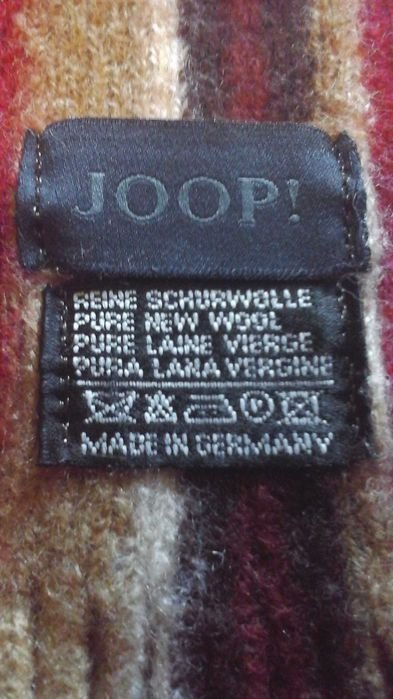 JOOP!
REINE SCHURWOLLE
PURE NEW WOOL
PURE LAINE VIERGE
PURA LANA VERGINE
P
MADE IN GERMANY